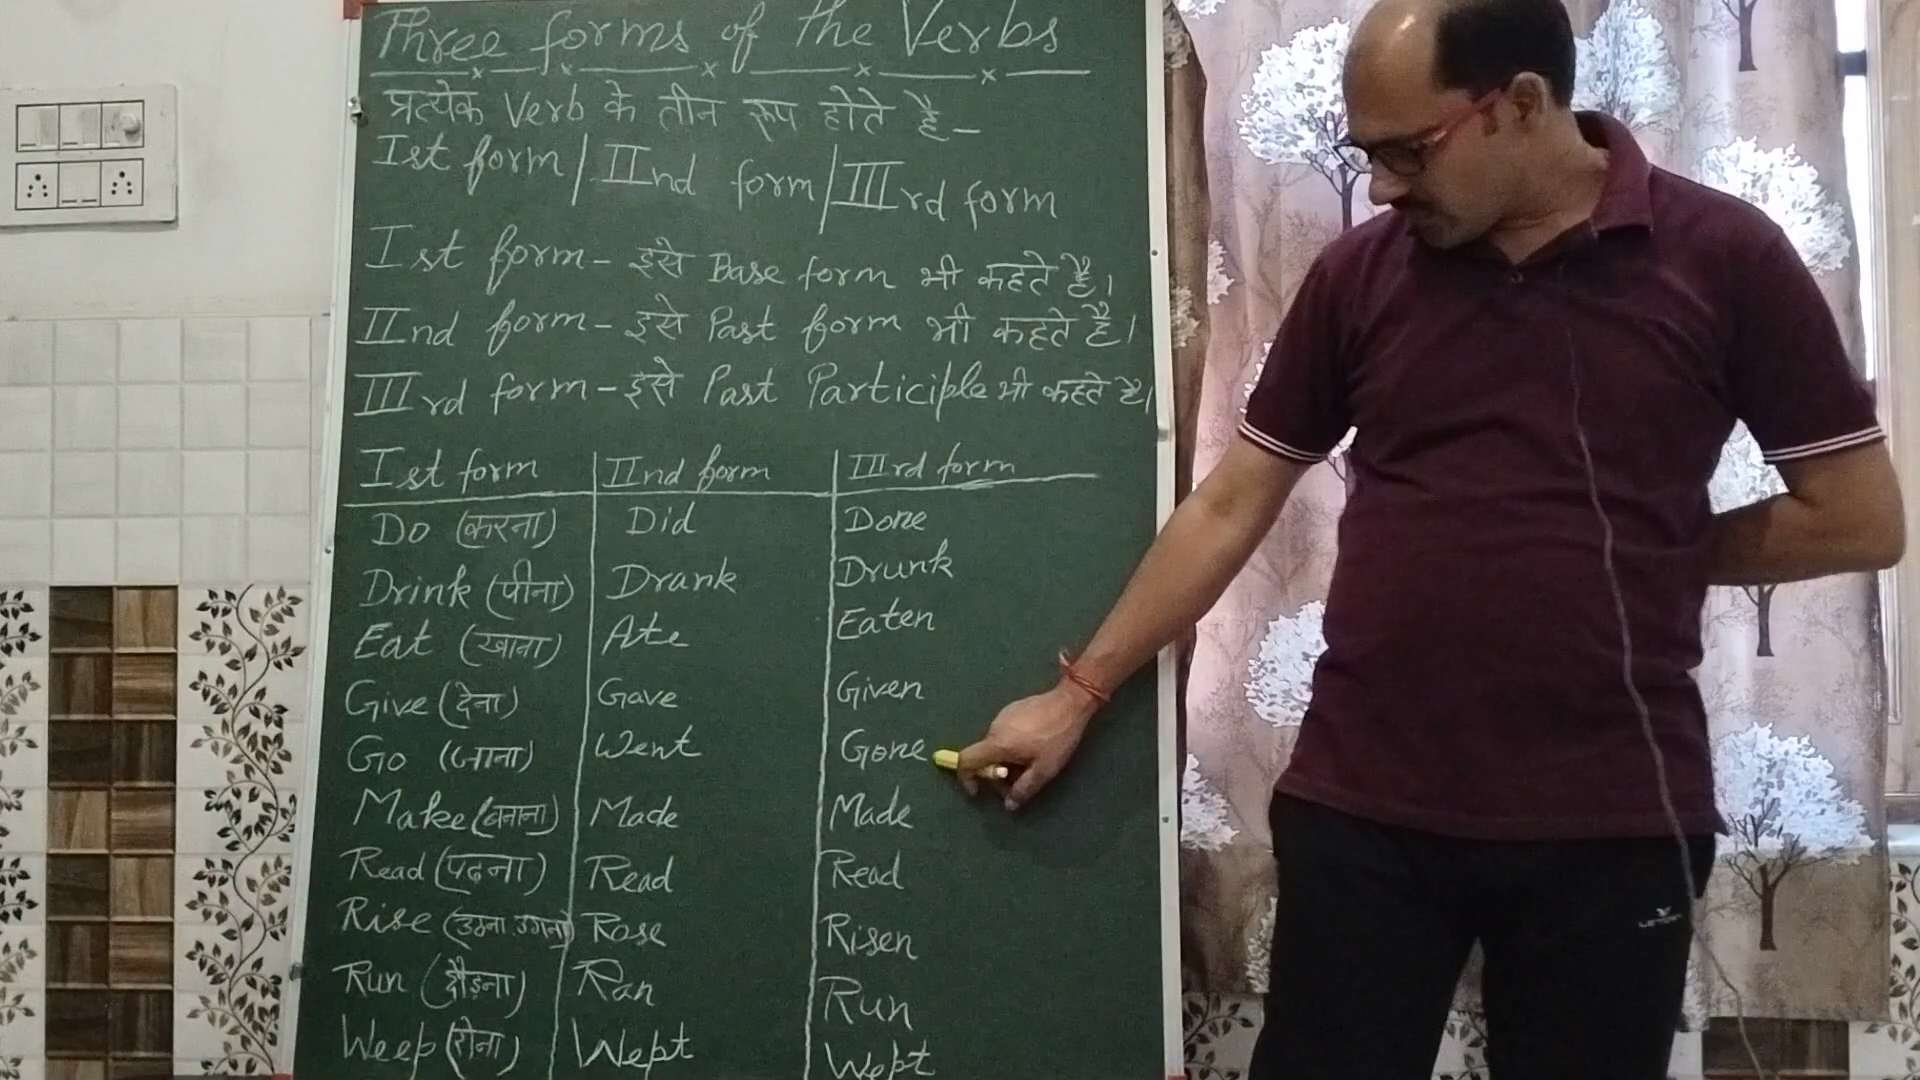 Three forms of the Verbs
प्रत्येक Verb के तीन रूप होते है-
Ist form / IInd form / IIIrd form
Ist form - इसे Base form भी कहते है।
IInd form - इसे Past form भी कहते है।
IIIrd form - इसे Past Participle भी कहते है।
Ist form IInd form IIIrd form
Do (करना) Did Done
Drink (पीना) Drank Drunk
Eat (खाना) Ate Eaten
Give (देना) Gave Given
Go (जाना) Went Gone
Make (बनाना) Made Made
Read (पढ़ना) Read Read
Rise (उठना, उगना) Rose Risen
Run (दौड़ना) Ran Run
Weep (रोना) Wept Wept